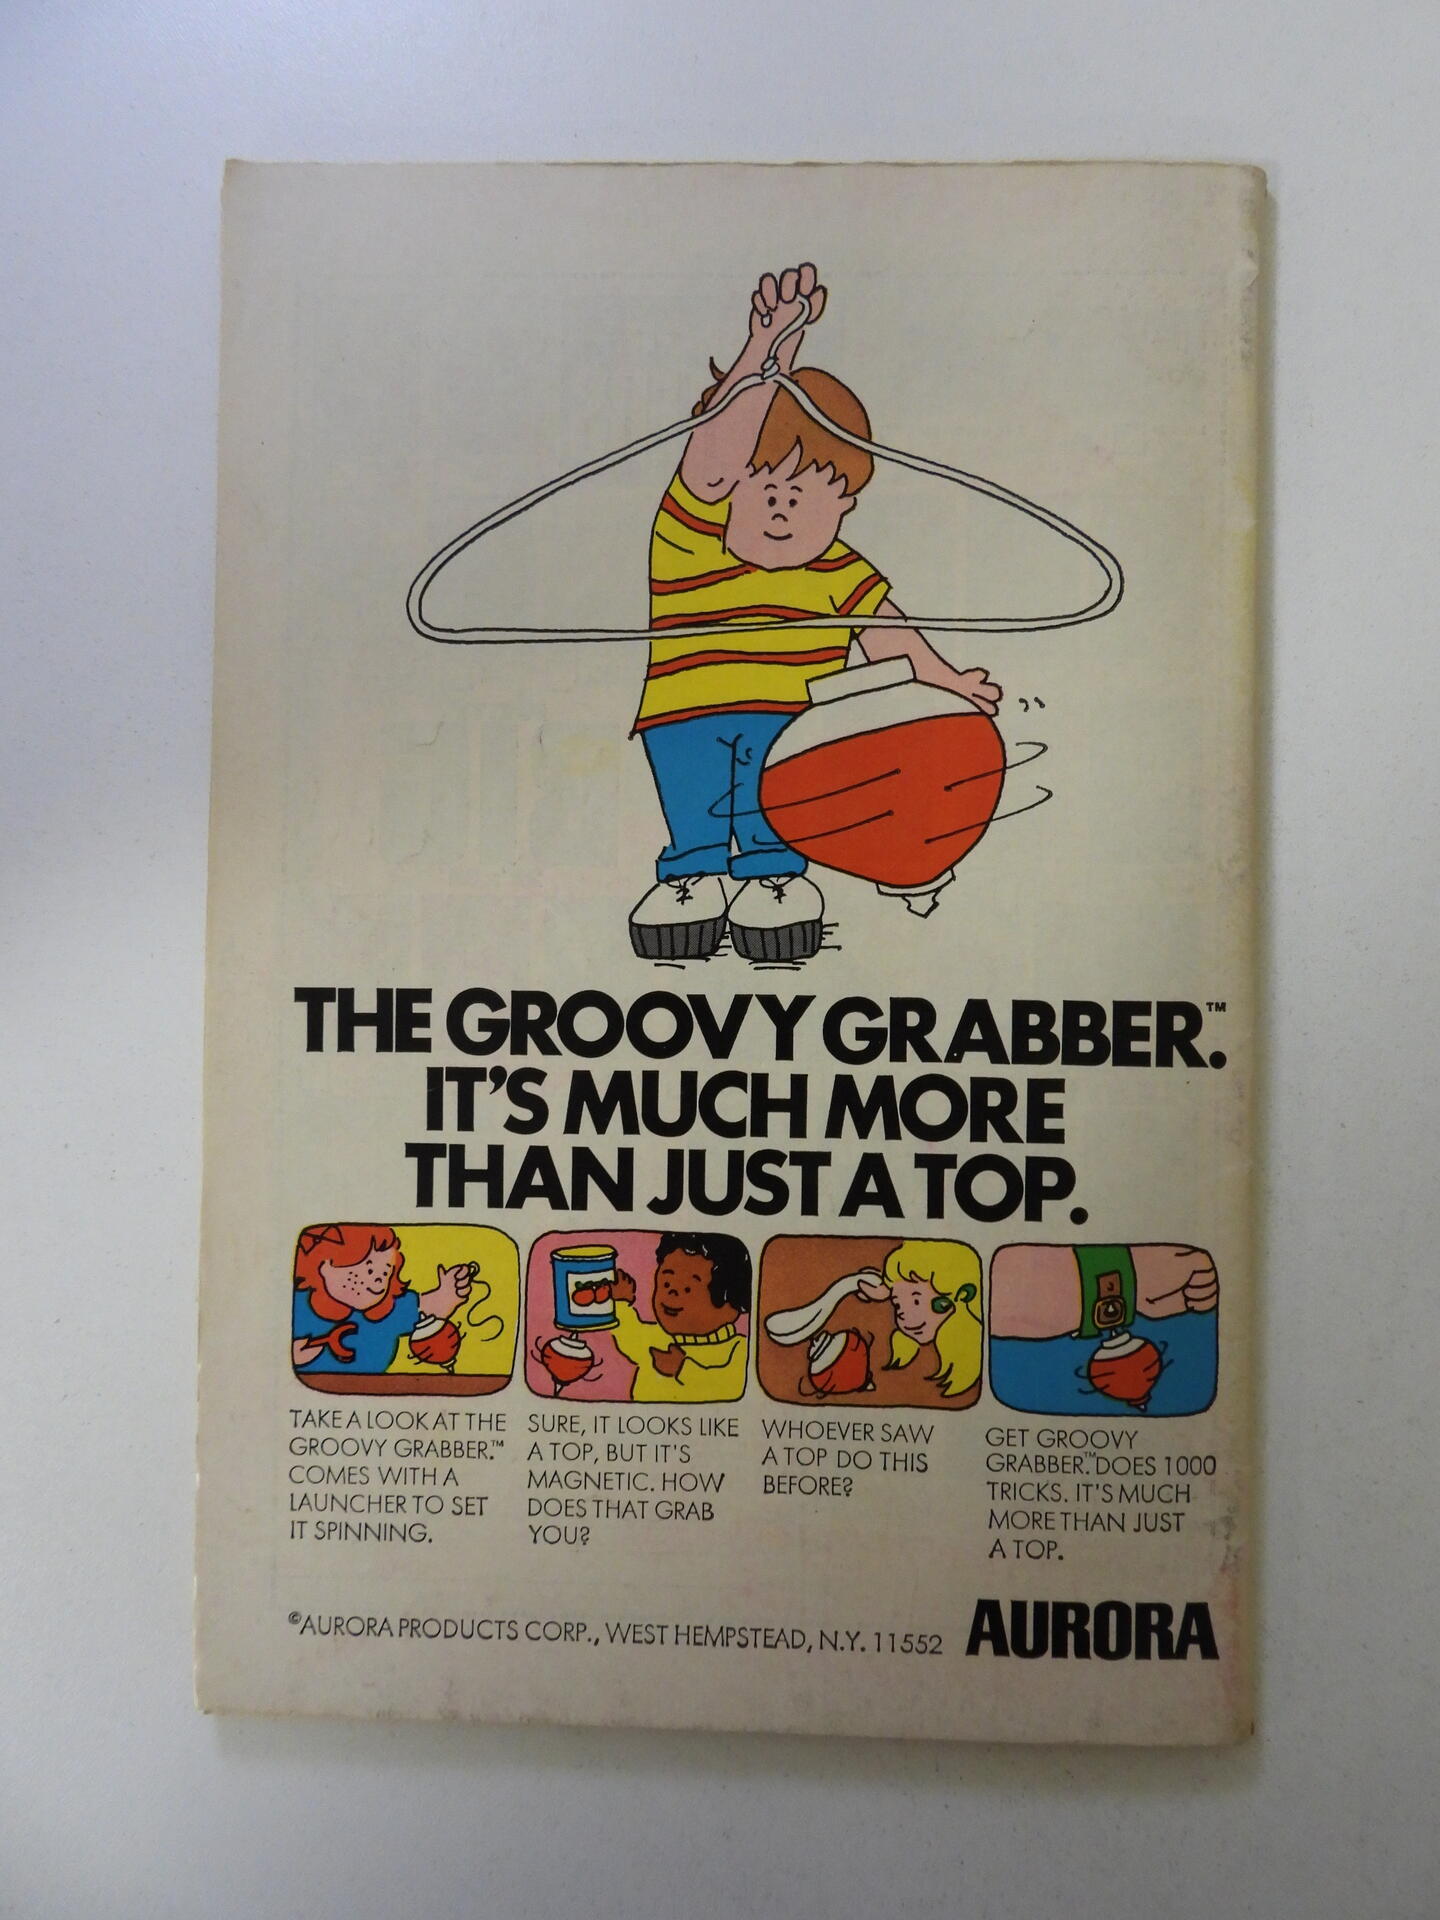 THE GROOVY GRABBER.™
IT'S MUCH MORE
THAN JUST A TOP.
TAKE A LOOK AT THE
GROOVY GRABBER.™
COMES WITH A
LAUNCHER TO SET
IT SPINNING.
SURE, IT LOOKS LIKE
A TOP, BUT IT'S
MAGNETIC. HOW
DOES THAT GRAB
YOU?
WHOEVER SAW
A TOP DO THIS
BEFORE?
GET GROOVY
GRABBER.™ DOES 1000
TRICKS. IT'S MUCH
MORE THAN JUST
A TOP.
©AURORA PRODUCTS CORP., WEST HEMPSTEAD, N.Y. 11552
AURORA